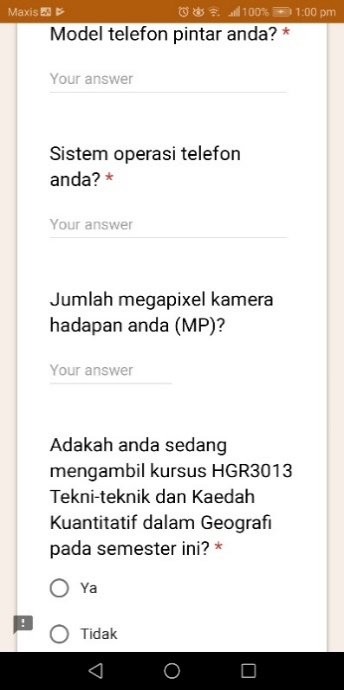 Maxis 100% 1:00 pm
Model telefon pintar anda? *
Your answer
Sistem operasi telefon
anda? *
Your answer
Jumlah megapixel kamera
hadapan anda (MP)?
Your answer
Adakah anda sedang
mengambil kursus HGR3013
Tekni-teknik dan Kaedah
Kuantitatif dalam Geografi
pada semester ini? *
Ya
Tidak